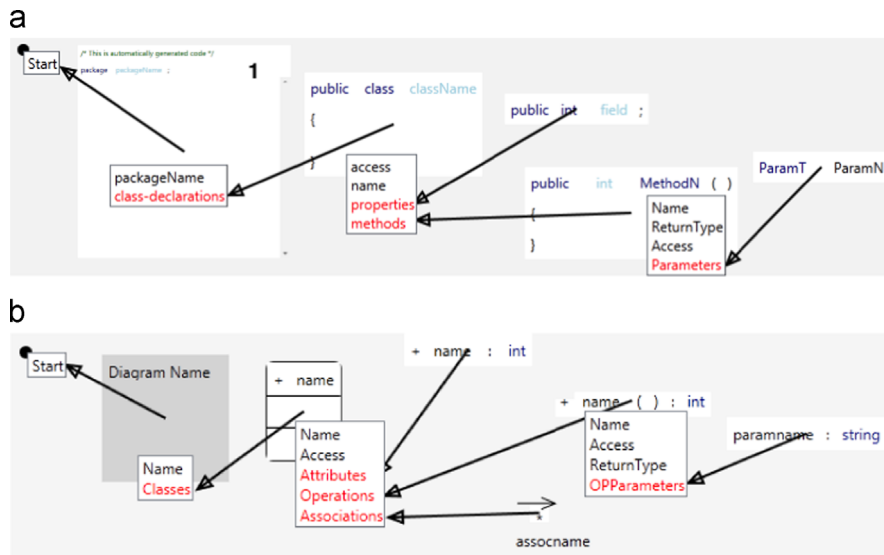 a
Start
/* This is automatically generated code */
package packageName ;
1
packageName
class-declarations
public class className
{
}
access
name
properties
methods
public int field ;
public int MethodN ( )
{
}
Name
ReturnType
Access
Parameters
ParamT ParamN
b
Start
Diagram Name
Name
Classes
+ name
Name
Access
Attributes
Operations
Associations
+ name : int
+ name ( ) : int
Name
Access
ReturnType
OPParameters
paramname : string
*
assocname